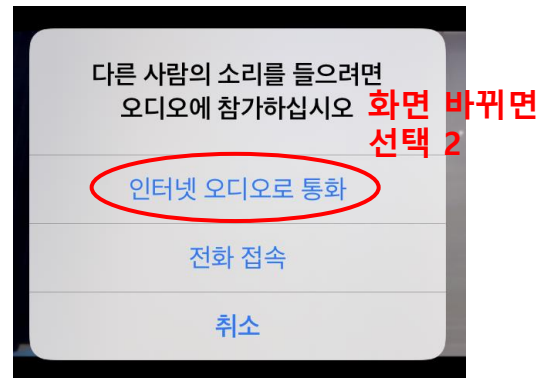 다른 사람의 소리를 들으려면
오디오에 참가하십시오
화면 바뀌면
선택 2
인터넷 오디오로 통화
전화 접속
취소